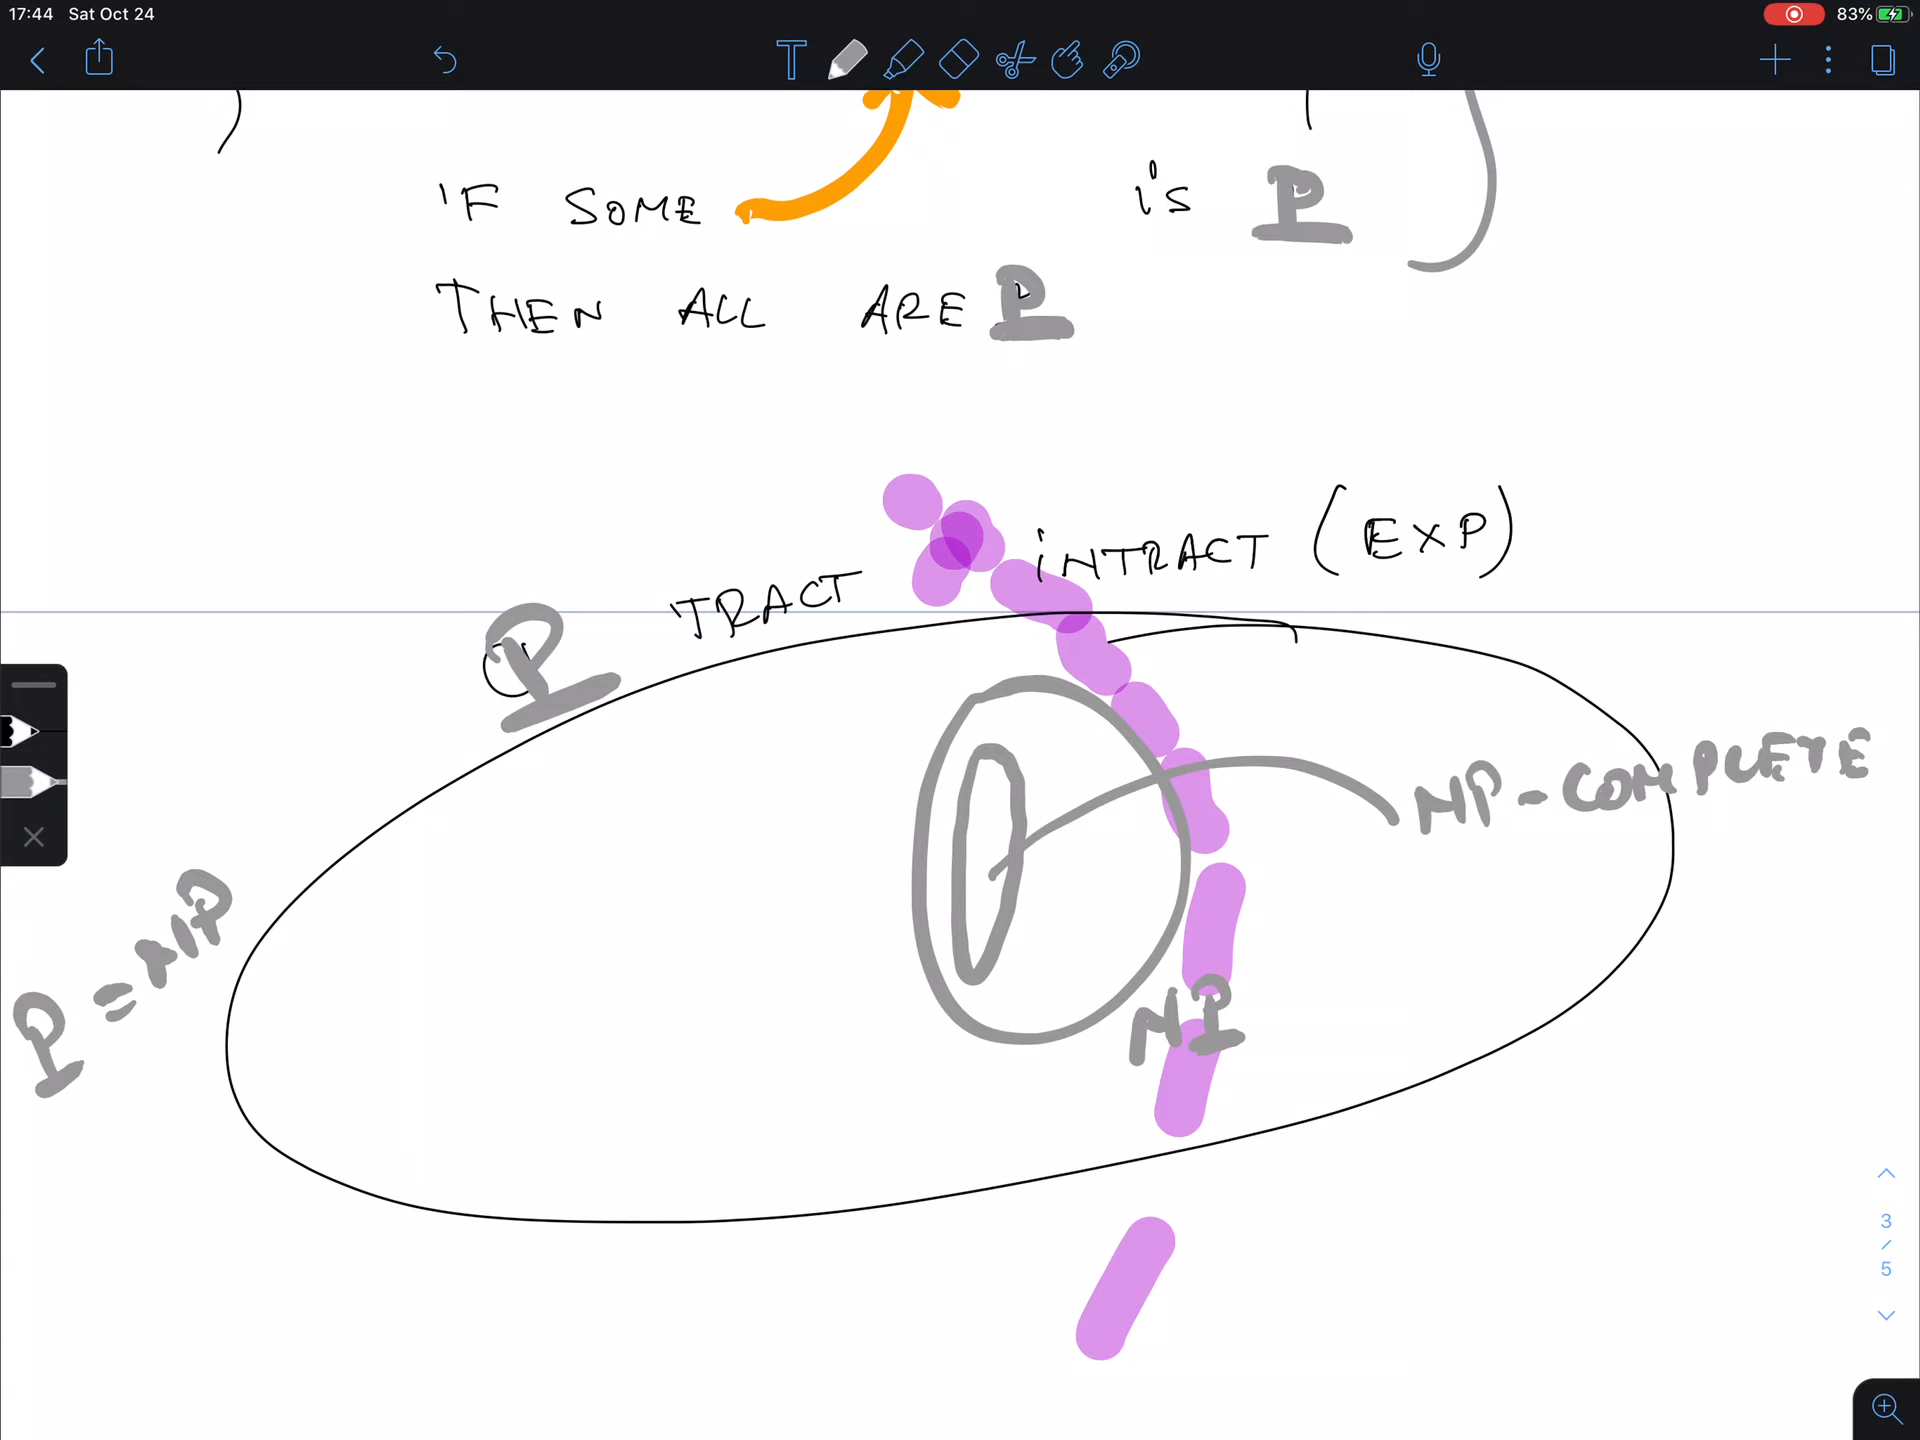 17:44 Sat Oct 24 83%
IF SOME is P
THEN ALL ARE P
INTRACT (EXP)
P TRACT
NP-COMPLETE
P = NP
NP
3
/
5